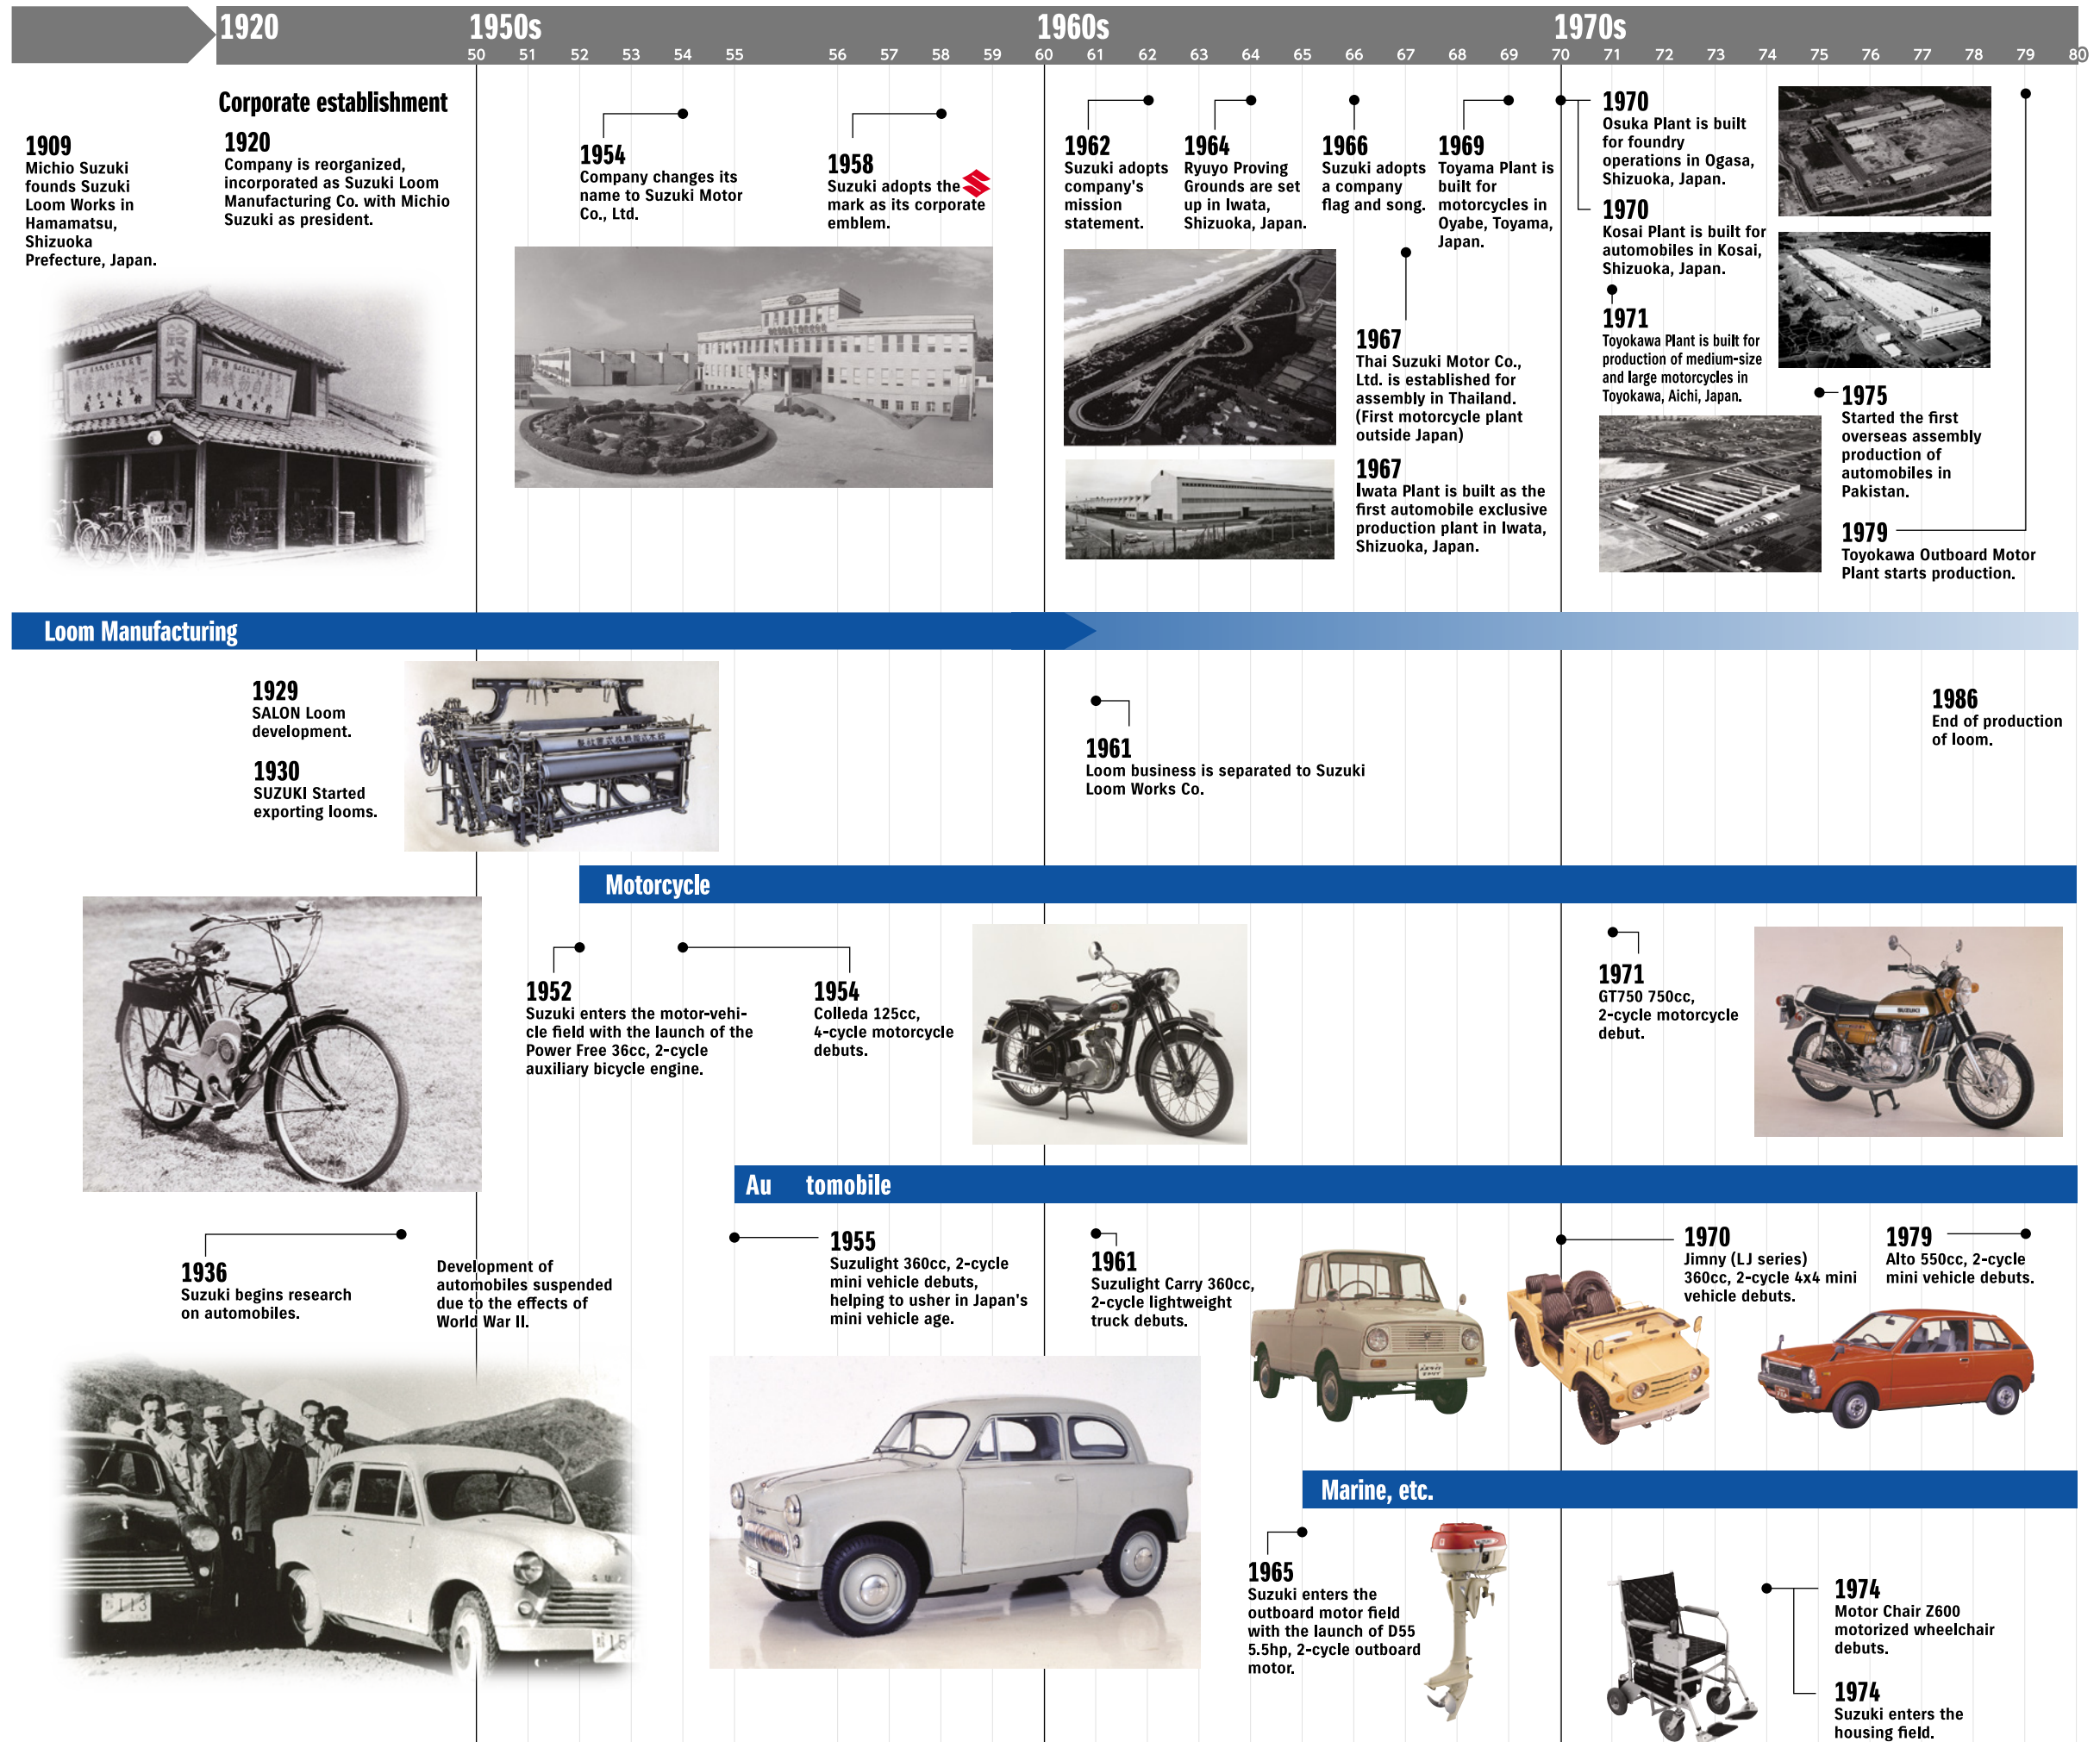 1920
1950s
1960s
1970s
50 51 52 53 54 55 56 57 58 59 60 61 62 63 64 65 66 67 68 69 70 71 72 73 74 75 76 77 78 79 80
Corporate establishment
1909
Michio Suzuki
founds Suzuki
Loom Works in
Hamamatsu,
Shizuoka
Prefecture, Japan.
1920
Company is reorganized,
incorporated as Suzuki Loom
Manufacturing Co. with Michio
Suzuki as president.
1954
Company changes its
name to Suzuki Motor
Co., Ltd.
1958
Suzuki adopts the
mark as its corporate
emblem.
1962
Suzuki adopts
company's
mission
statement.
1964
Ryuyo Proving
Grounds are set
up in Iwata,
Shizuoka, Japan.
1966
Suzuki adopts
a company
flag and song.
1969
Toyama Plant is
built for
motorcycles in
Oyabe, Toyama,
Japan.
1967
Thai Suzuki Motor Co.,
Ltd. is established for
assembly in Thailand.
(First motorcycle plant
outside Japan)
1967
Iwata Plant is built as the
first automobile exclusive
production plant in Iwata,
Shizuoka, Japan.
1970
Osuka Plant is built
for foundry
operations in Ogasa,
Shizuoka, Japan.
1970
Kosai Plant is built for
automobiles in Kosai,
Shizuoka, Japan.
1971
Toyokawa Plant is built for
production of medium-size
and large motorcycles in
Toyokawa, Aichi, Japan.
1975
Started the first
overseas assembly
production of
automobiles in
Pakistan.
1979
Toyokawa Outboard Motor
Plant starts production.
鈴木式
Loom Manufacturing
1929
SALON Loom
development.
1930
SUZUKI Started
exporting looms.
1961
Loom business is separated to Suzuki
Loom Works Co.
1986
End of production
of loom.
Motorcycle
1952
Suzuki enters the motor-vehi-
cle field with the launch of the
Power Free 36cc, 2-cycle
auxiliary bicycle engine.
1954
Colleda 125cc,
4-cycle motorcycle
debuts.
1971
GT750 750cc,
2-cycle motorcycle
debut.
SUZUKI
Au tomobile
1936
Suzuki begins research
on automobiles.
Development of
automobiles suspended
due to the effects of
World War II.
1955
Suzulight 360cc, 2-cycle
mini vehicle debuts,
helping to usher in Japan's
mini vehicle age.
1961
Suzulight Carry 360cc,
2-cycle lightweight
truck debuts.
1970
Jimny (LJ series)
360cc, 2-cycle 4x4 mini
vehicle debuts.
1979
Alto 550cc, 2-cycle
mini vehicle debuts.
Marine, etc.
1965
Suzuki enters the
outboard motor field
with the launch of D55
5.5hp, 2-cycle outboard
motor.
1974
Motor Chair Z600
motorized wheelchair
debuts.
1974
Suzuki enters the
housing field.